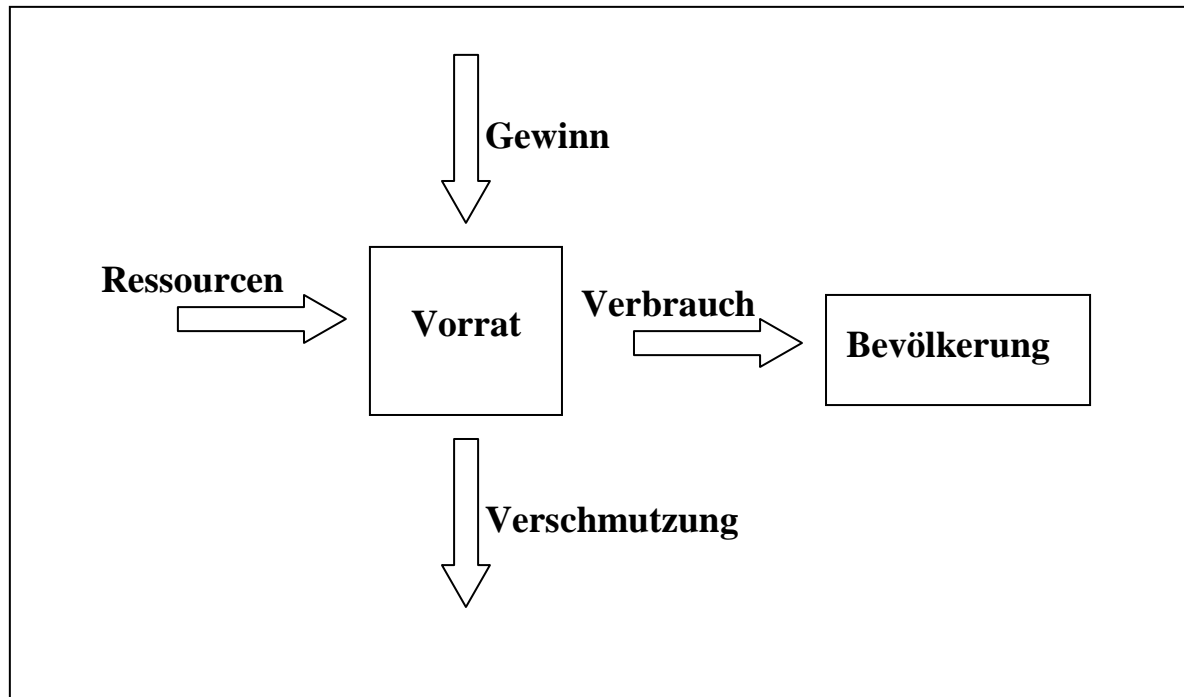 Gewinn
Ressourcen
Verbrauch
Vorrat
Bevölkerung
Verschmutzung